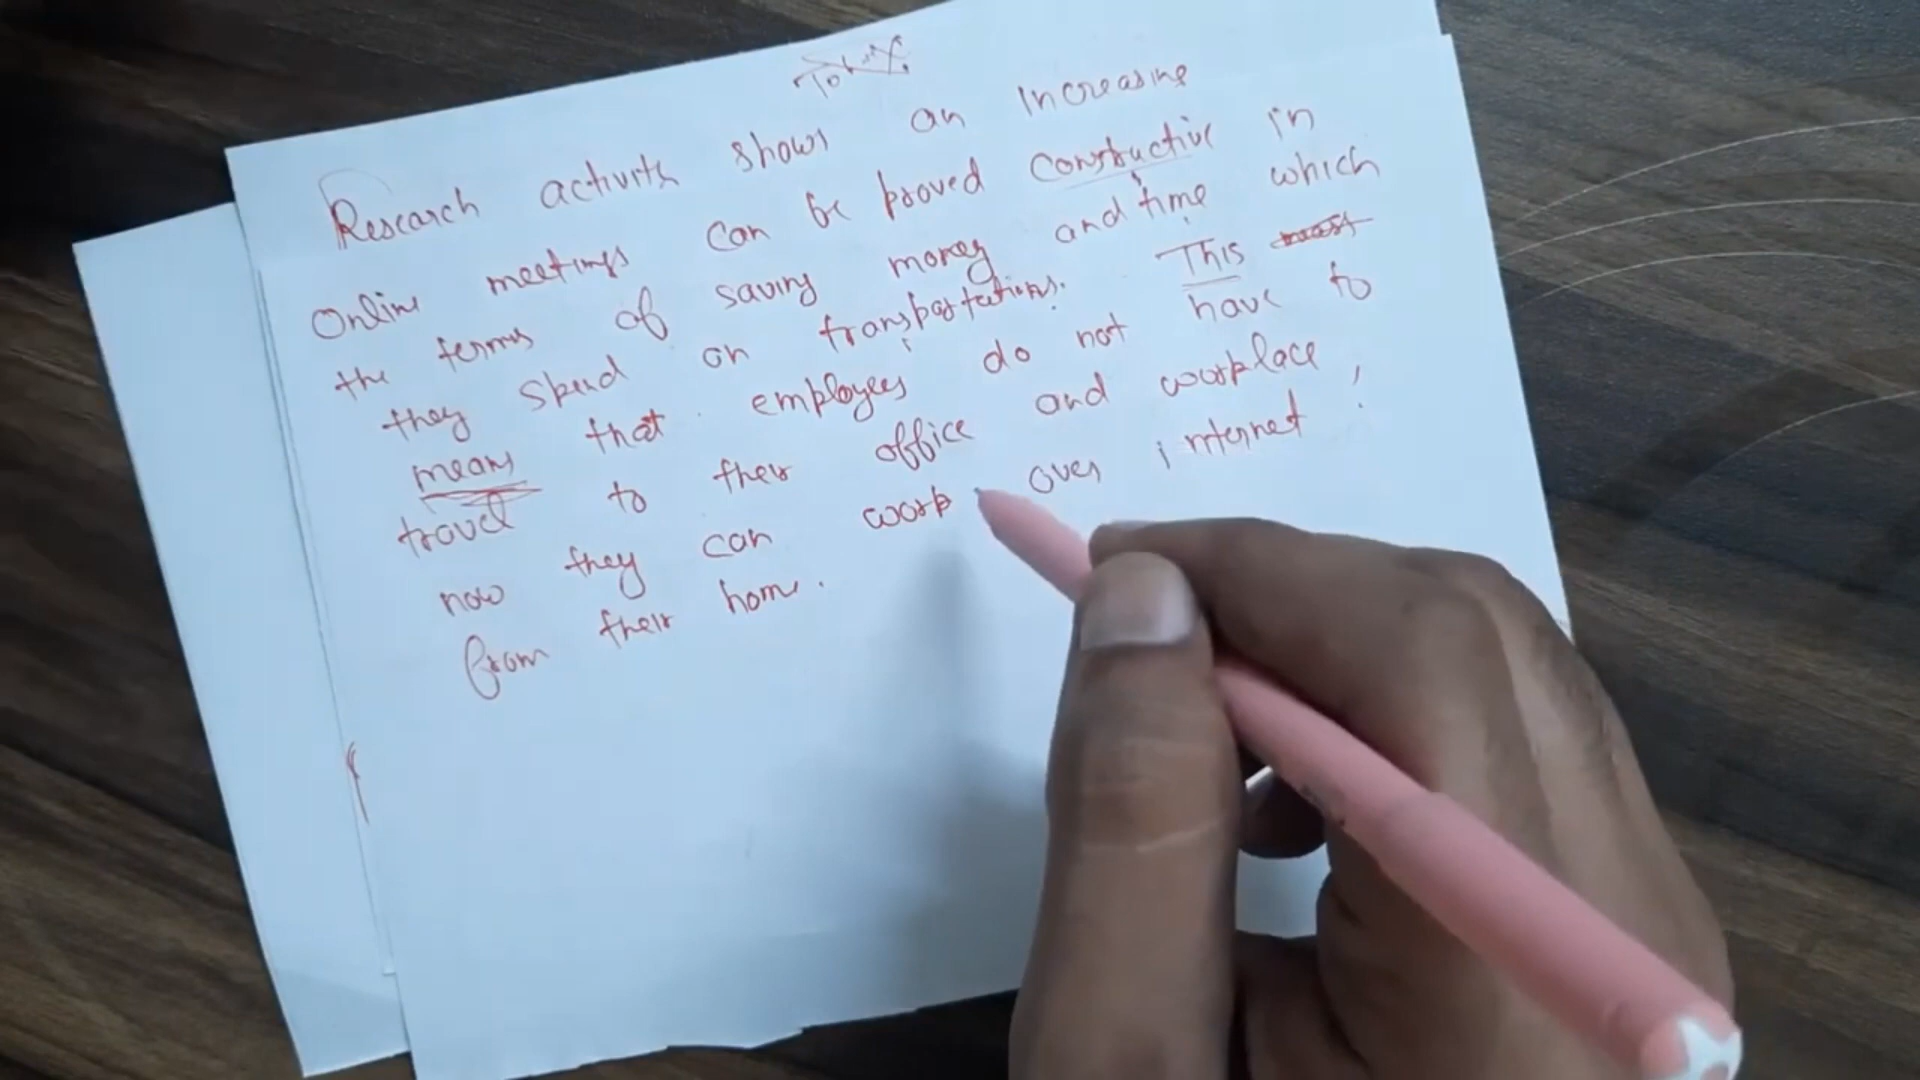 Research activity shows an increasing
Online meetings can be proved constructive in
the terms of saving money and time which
they spend on transportations. This
means that employees do not have to
travel to their office and workplace,
now they can work over internet
from their home.